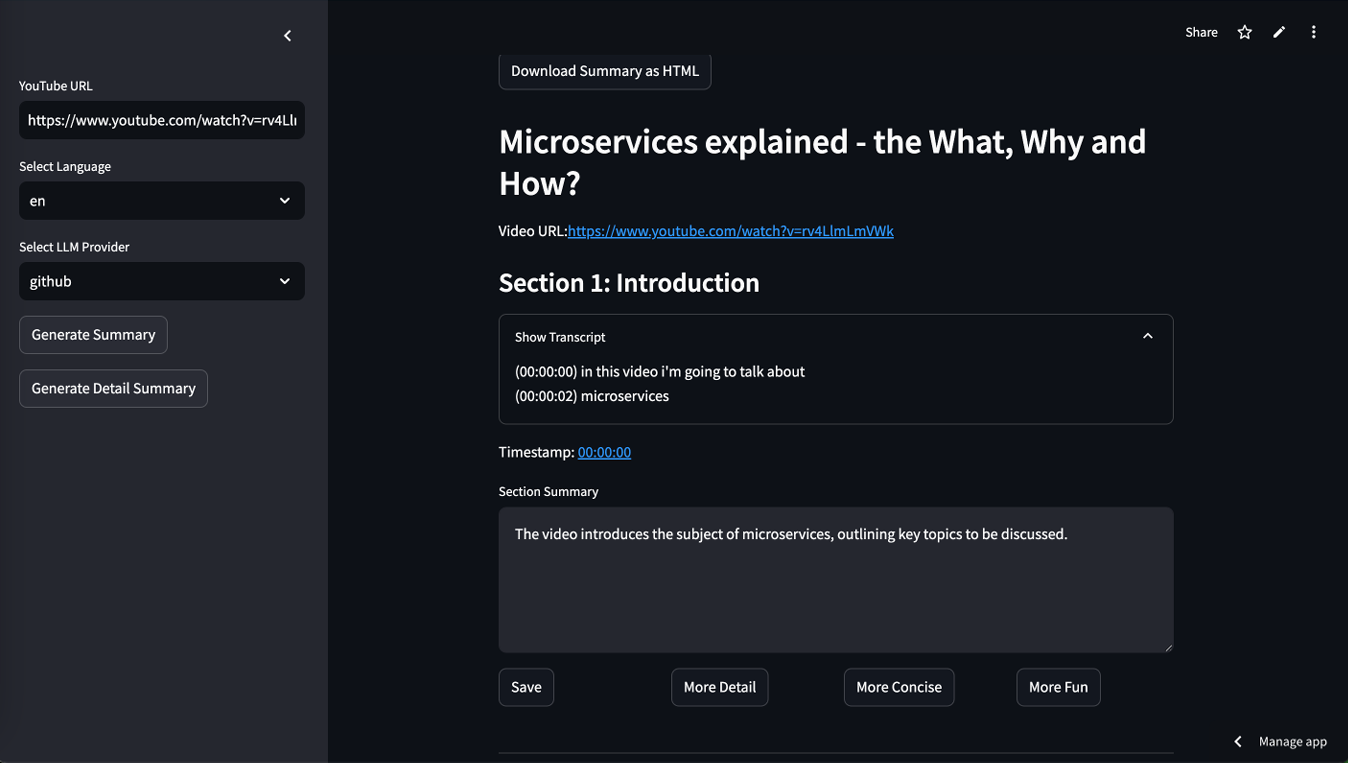 Share
YouTube URL
https://www.youtube.com/watch?v=rv4Ll
Select Language
en
Select LLM Provider
github
Generate Summary
Generate Detail Summary
Download Summary as HTML
Microservices explained - the What, Why and
How?
Video URL:https://www.youtube.com/watch?v=rv4LlmLmVWk
Section 1: Introduction
Show Transcript
(00:00:00) in this video i'm going to talk about
(00:00:02) microservices
Timestamp: 00:00:00
Section Summary
The video introduces the subject of microservices, outlining key topics to be discussed.
Save
More Detail
More Concise
More Fun
Manage app